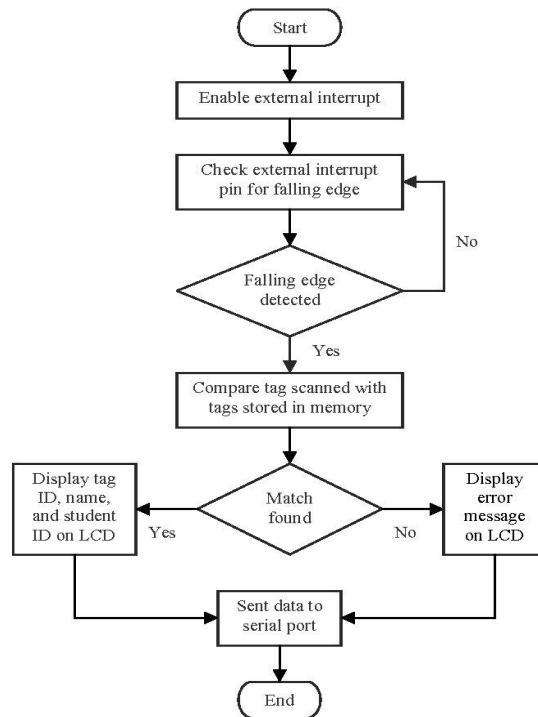 Start
Enable external interrupt
Check external interrupt
pin for falling edge
No
Falling edge
detected
Yes
Compare tag scanned with
tags stored in memory
Display tag
ID, name,
and student
ID on LCD
Yes
Match
found
No
Display
error
message
on LCD
Sent data to
serial port
End